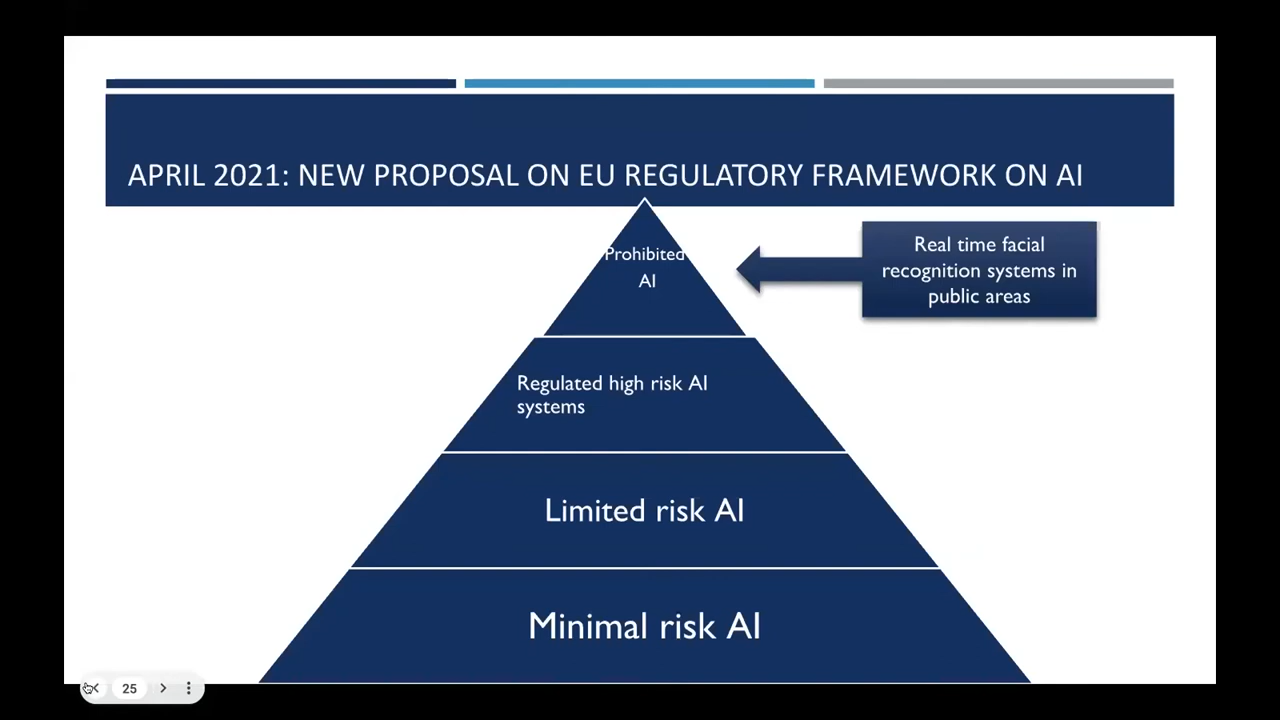 APRIL 2021: NEW PROPOSAL ON EU REGULATORY FRAMEWORK ON AI
Prohibited
AI
Real time facial
recognition systems in
public areas
Regulated high risk AI
systems
Limited risk AI
Minimal risk AI
25